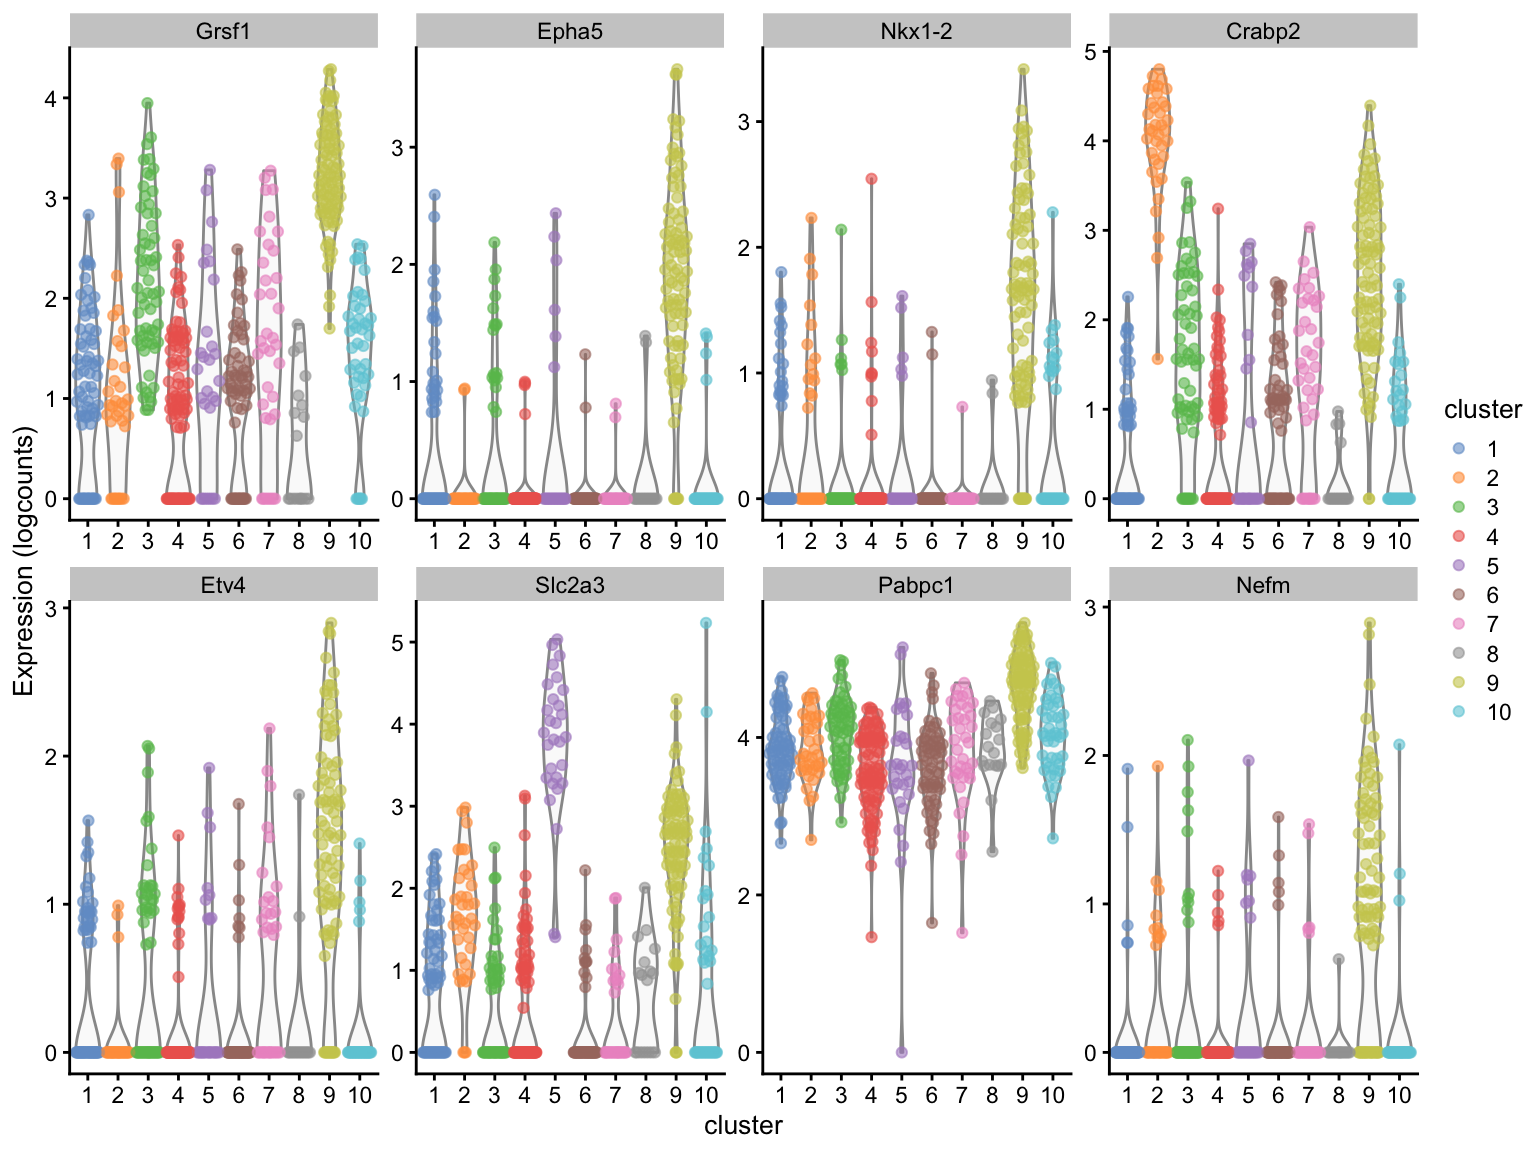 Grsf1 Epha5 Nkx1-2 Crabp2
4 3 2 1 0
3 2 1 0
3 2 1 0
5 4 3 2 1 0
1 2 3 4 5 6 7 8 9 10
1 2 3 4 5 6 7 8 9 10
1 2 3 4 5 6 7 8 9 10
1 2 3 4 5 6 7 8 9 10
Etv4 Slc2a3 Pabpc1 Nefm
3 2 1 0
5 4 3 2 1 0
4 2 0
3 2 1 0
1 2 3 4 5 6 7 8 9 10
1 2 3 4 5 6 7 8 9 10
1 2 3 4 5 6 7 8 9 10
1 2 3 4 5 6 7 8 9 10
Expression (logcounts)
cluster
cluster
1
2
3
4
5
6
7
8
9
10